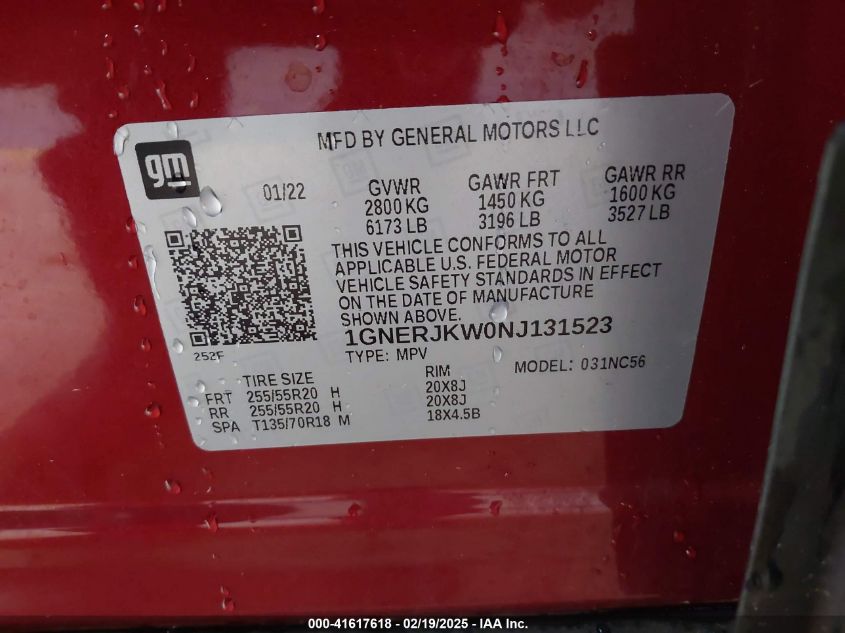 MFD BY GENERAL MOTORS LLC
gm
01/22
GVWR GAWR FRT GAWR RR
2800 KG 1450 KG 1600 KG
6173 LB 3196 LB 3527 LB
THIS VEHICLE CONFORMS TO ALL
APPLICABLE U.S. FEDERAL MOTOR
VEHICLE SAFETY STANDARDS IN EFFECT
ON THE DATE OF MANUFACTURE
SHOWN ABOVE.
1GNERJKW0NJ131523
252F
TYPE: MPV MODEL: 031NC56
TIRE SIZE RIM
FRT 255/55R20 H 20X8J
RR 255/55R20 H 20X8J
SPA T135/70R18 M 18X4.5B
000-41617618 - 02/19/2025 - IAA Inc.